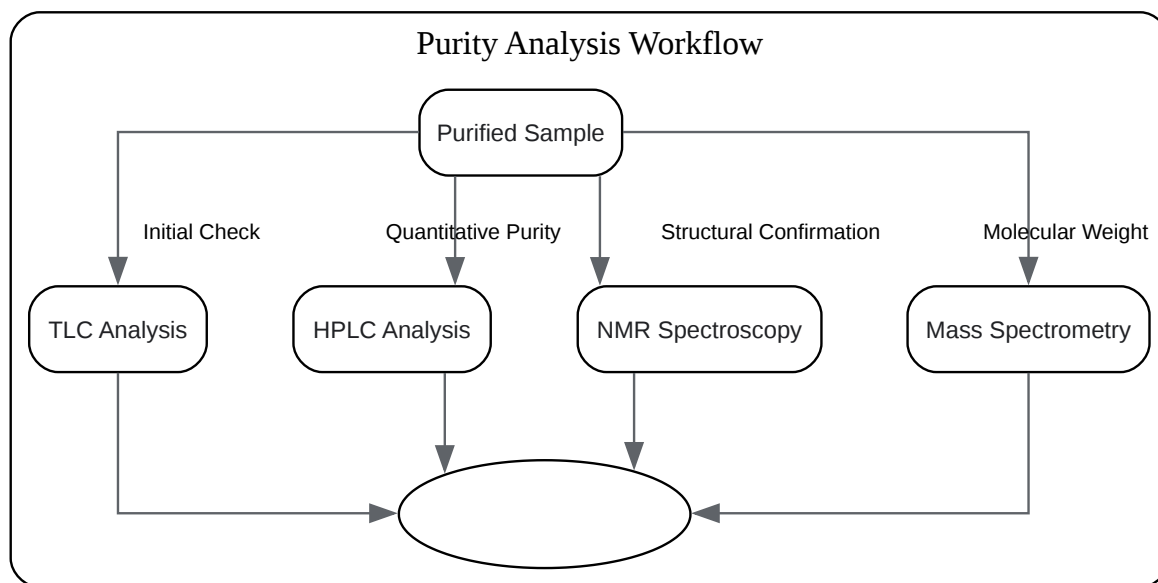 Purity Analysis Workflow
Purified Sample
Initial Check
Quantitative Purity
Structural Confirmation
Molecular Weight
TLC Analysis
HPLC Analysis
NMR Spectroscopy
Mass Spectrometry